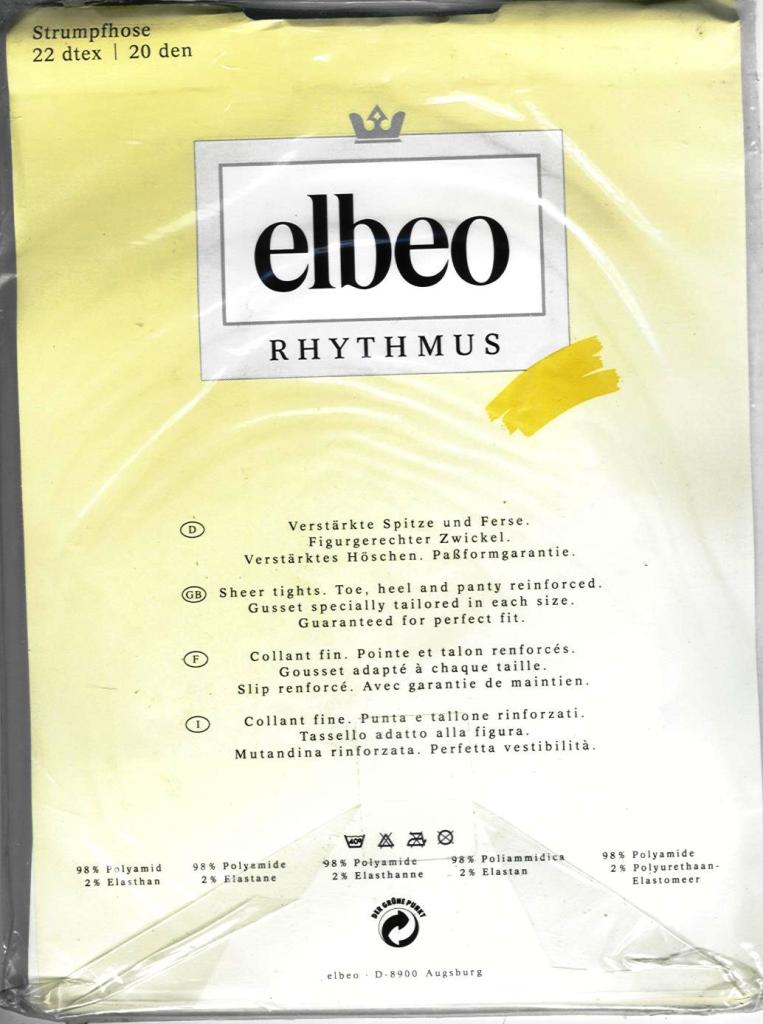 Strumpfhose
22 dtex | 20 den
elbeo
RHYTHMUS
D
Verstärkte Spitze und Ferse.
Figurgerechter Zwickel.
Verstärktes Höschen. Paßformgarantie.
GB
Sheer tights. Toe, heel and panty reinforced.
Gusset specially tailored in each size.
Guaranteed for perfect fit.
F
Collant fin. Pointe et talon renforcés.
Gousset adapté à chaque taille.
Slip renforcé. Avec garantie de maintien.
I
Collant fine. Punta e tallone rinforzati.
Tassello adatto alla figura.
Mutandina rinforzata. Perfetta vestibilità.
40°
98% Polyamid
2% Elasthan
98% Polyamide
2% Elastane
98% Polyamide
2% Elasthanne
98% Poliammidica
2% Elastan
98% Polyamide
2% Polyurethaan-
Elastomeer
DER GRÜNE PUNKT
elbeo · D-8900 Augsburg